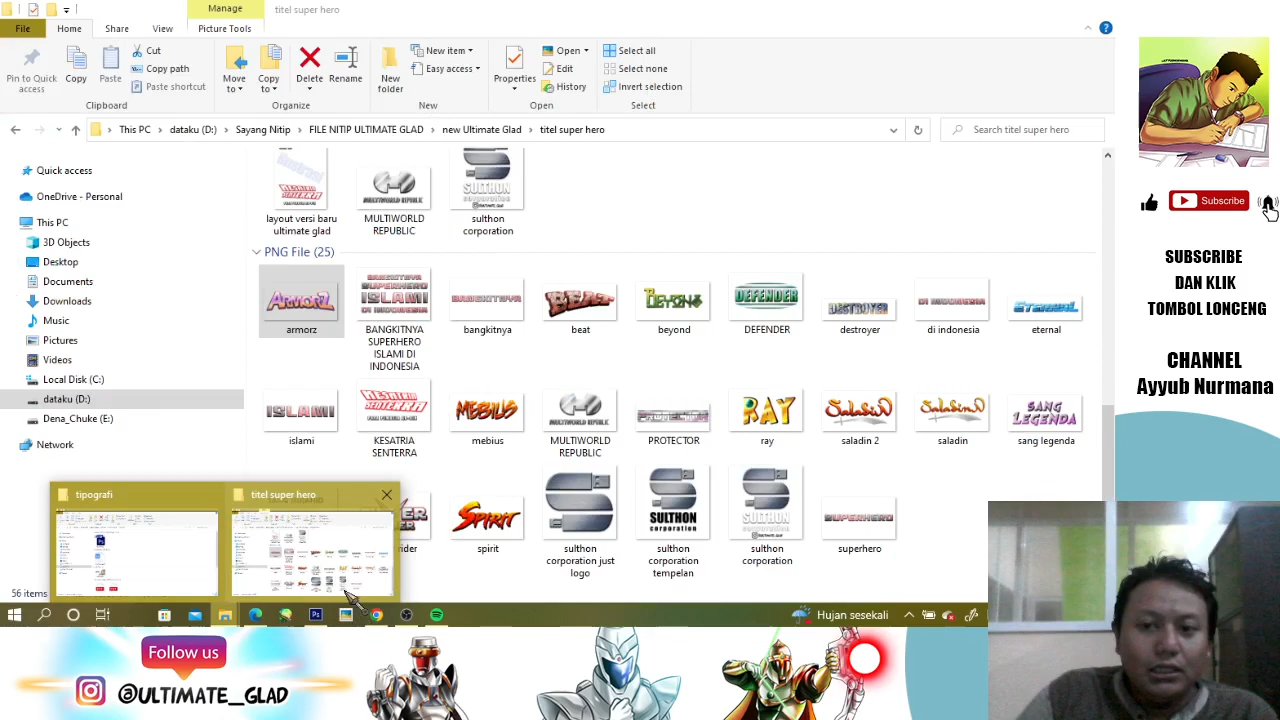 Manage
titel super hero
File
Home
Share
View
Picture Tools
Pin to Quick access
Copy
Paste
Cut
Copy path
Paste shortcut
Clipboard
Move to
Copy to
Delete
Rename
Organize
New folder
New item
Easy access
New
Properties
Open
Edit
History
Open
Select all
Select none
Invert selection
Select
This PC > dataku (D:) > Sayang Nitip > FILE NITIP ULTIMATE GLAD > new Ultimate Glad > titel super hero
Search titel super hero
Quick access
OneDrive - Personal
This PC
3D Objects
Desktop
Documents
Downloads
Music
Pictures
Videos
Local Disk (C:)
dataku (D:)
Dena_Chuke (E:)
Network
layout versi baru ultimate glad
MULTIWORLD REPUBLIC
sulthon corporation
PNG File (25)
armorz
BANGKITNYA SUPERHERO ISLAMI DI INDONESIA
bangkitnya
beat
beyond
DEFENDER
destroyer
di indonesia
eternal
islami
KESATRIA SENTERRA
mebius
MULTIWORLD REPUBLIC
PROTECTOR
ray
saladin 2
saladin
sang legenda
spirit
sulthon corporation just logo
sulthon corporation tempelan
sulthon corporation
superhero
tipografi
titel super hero
56 items
Hujan sesekali
Subscribe
SUBSCRIBE
DAN KLIK
TOMBOL LONCENG
CHANNEL
Ayyub Nurmana
Follow us
@ULTIMATE_GLAD